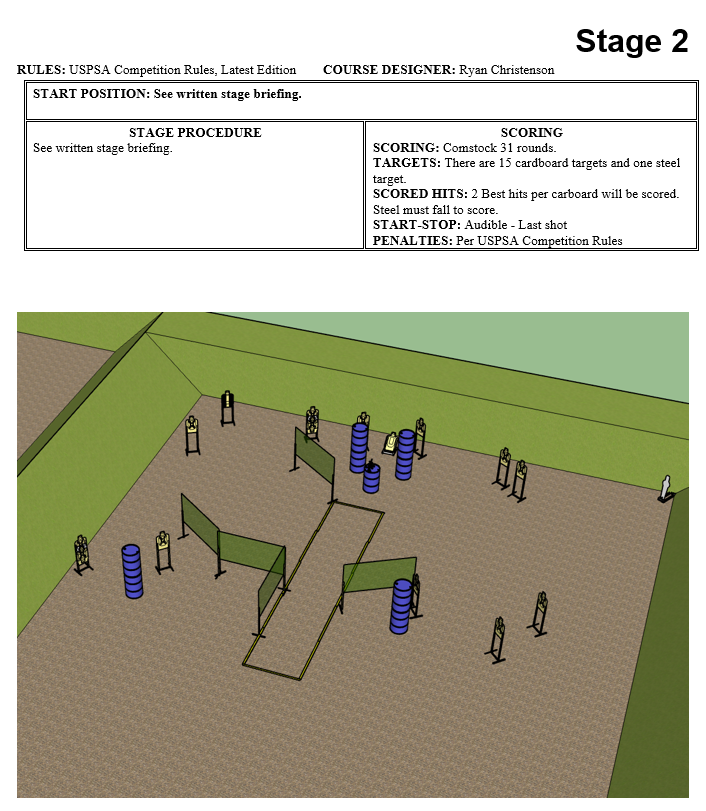 Stage 2
RULES: USPSA Competition Rules, Latest Edition COURSE DESIGNER: Ryan Christenson
START POSITION: See written stage briefing.
STAGE PROCEDURE
See written stage briefing.
SCORING
SCORING: Comstock 31 rounds.
TARGETS: There are 15 cardboard targets and one steel
target.
SCORED HITS: 2 Best hits per carboard will be scored.
Steel must fall to score.
START-STOP: Audible - Last shot
PENALTIES: Per USPSA Competition Rules